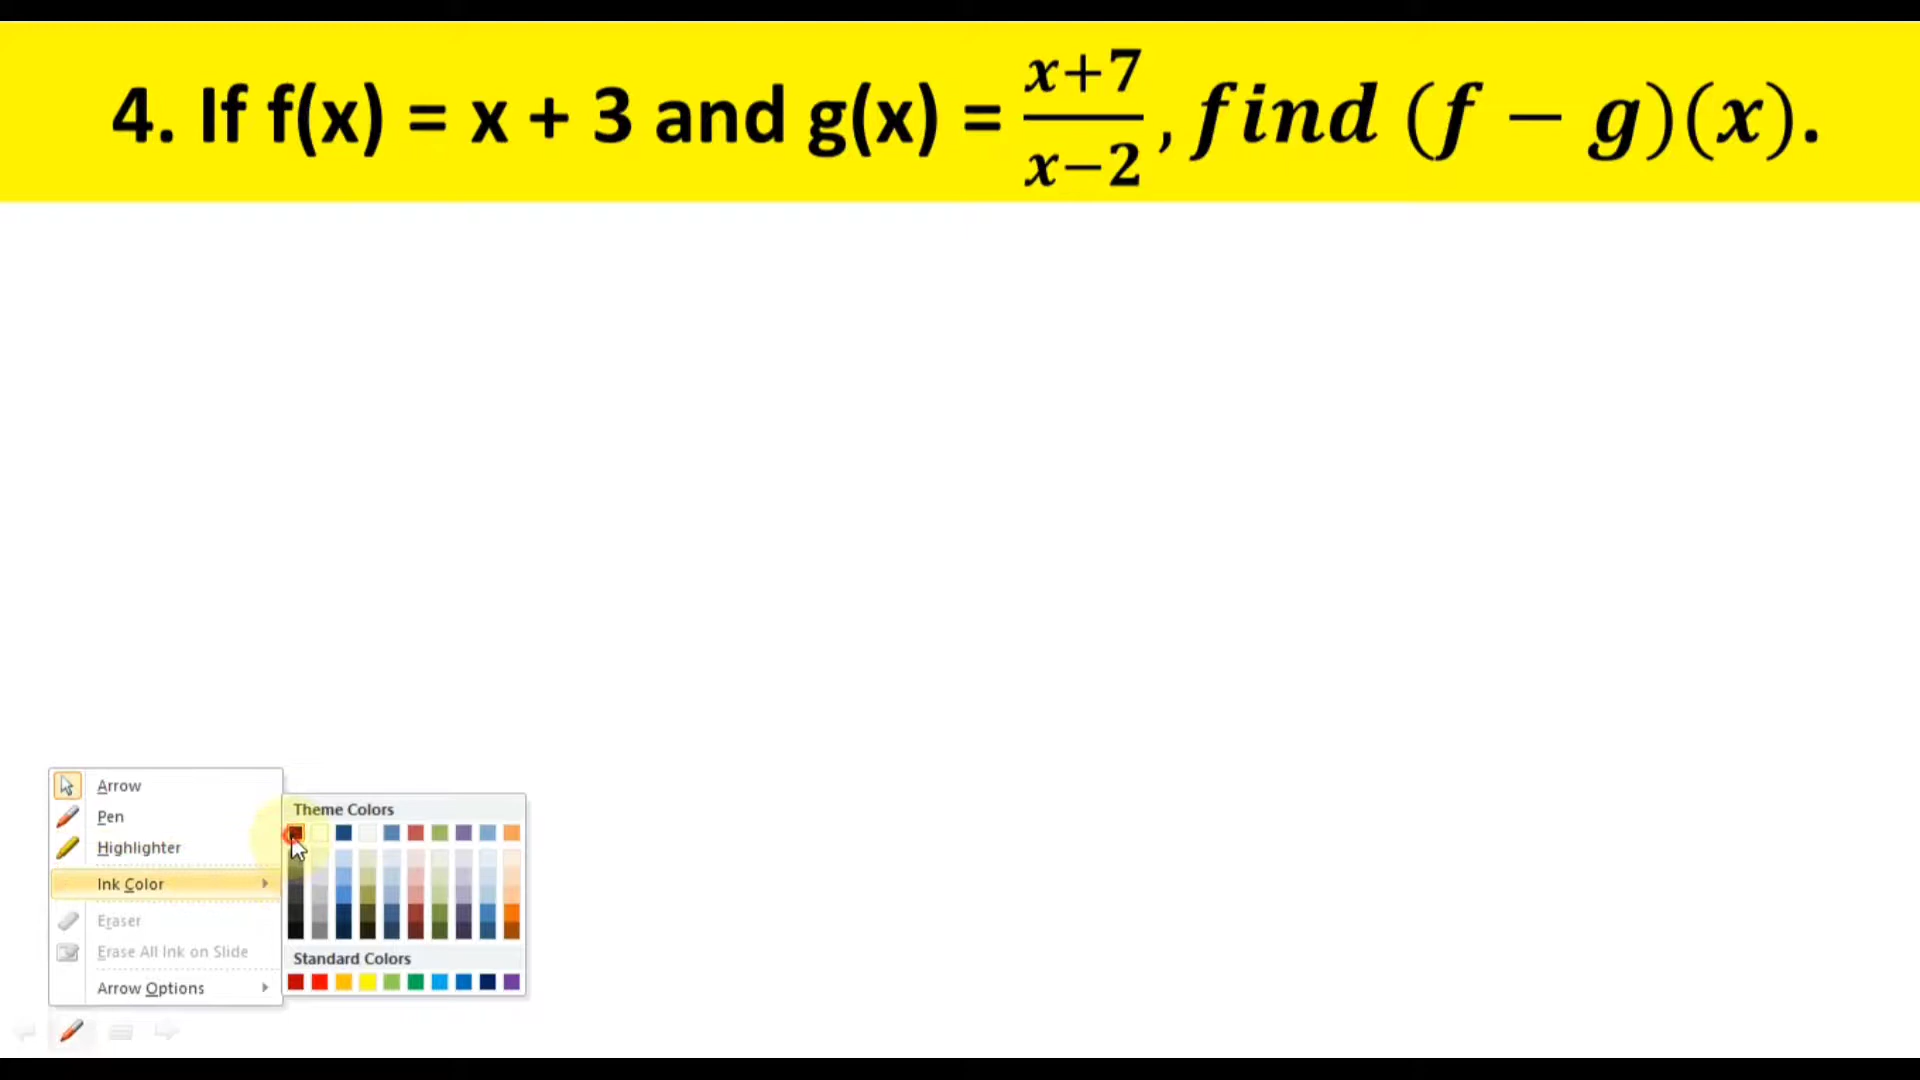 4. If f(x) = x + 3 and g(x) = \frac{x+7}{x-2}, find (f − g)(x).
Arrow
Pen
Highlighter
Ink Color
Eraser
Erase All Ink on Slide
Arrow Options
Theme Colors
Standard Colors